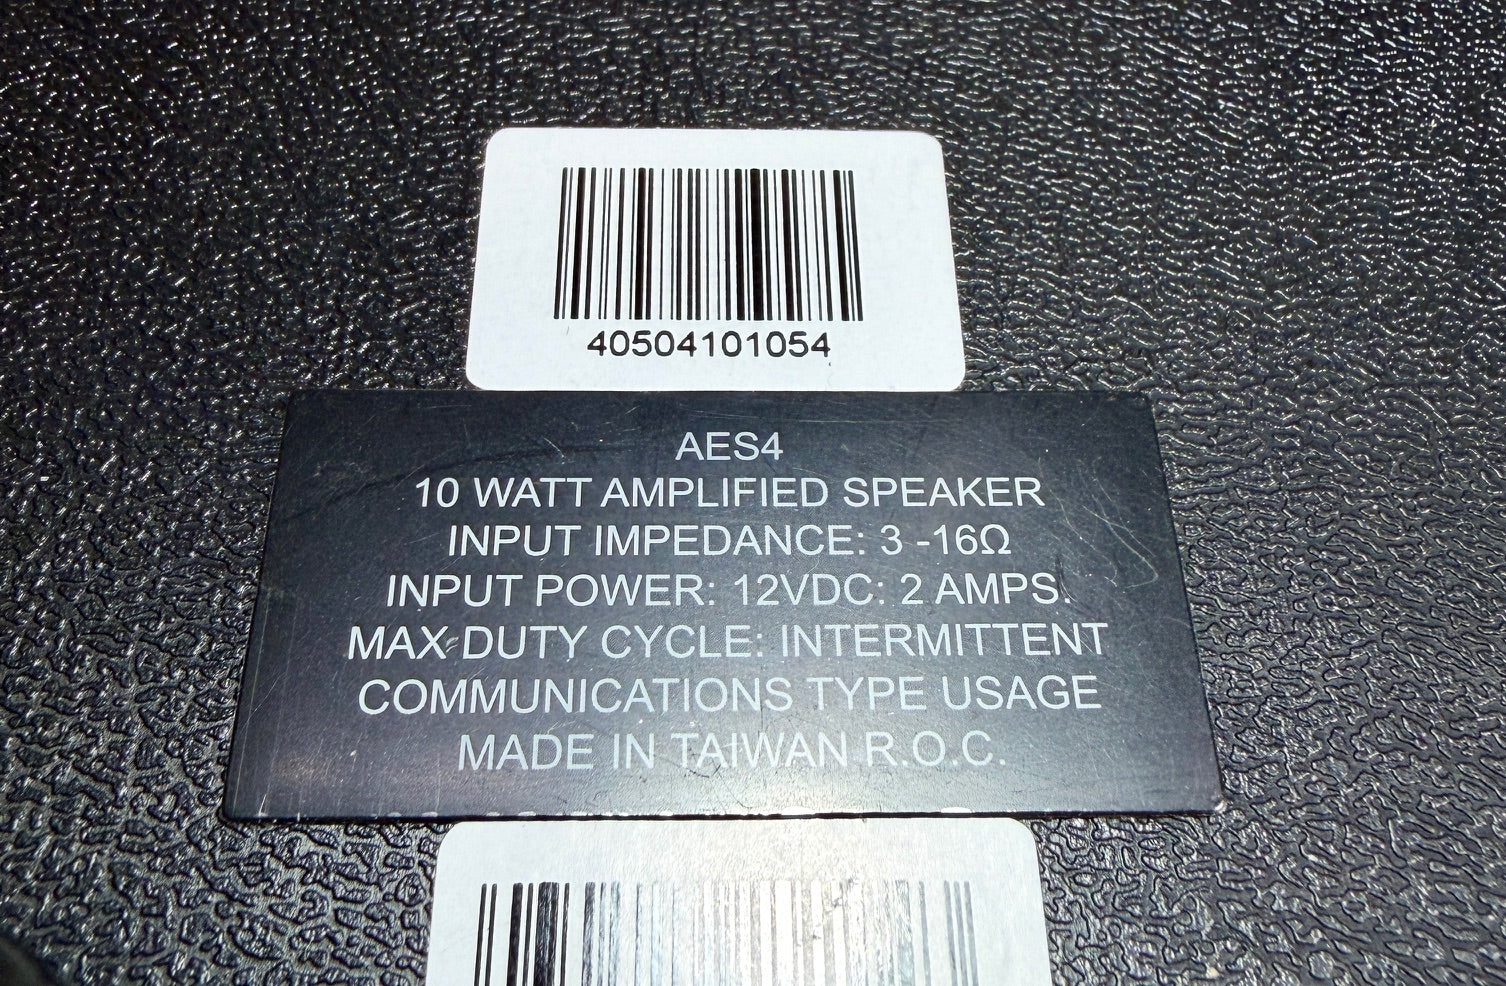 40504101054
AES4
10 WATT AMPLIFIED SPEAKER
INPUT IMPEDANCE: 3 -16Ω
INPUT POWER: 12VDC: 2 AMPS.
MAX DUTY CYCLE: INTERMITTENT
COMMUNICATIONS TYPE USAGE
MADE IN TAIWAN R.O.C.